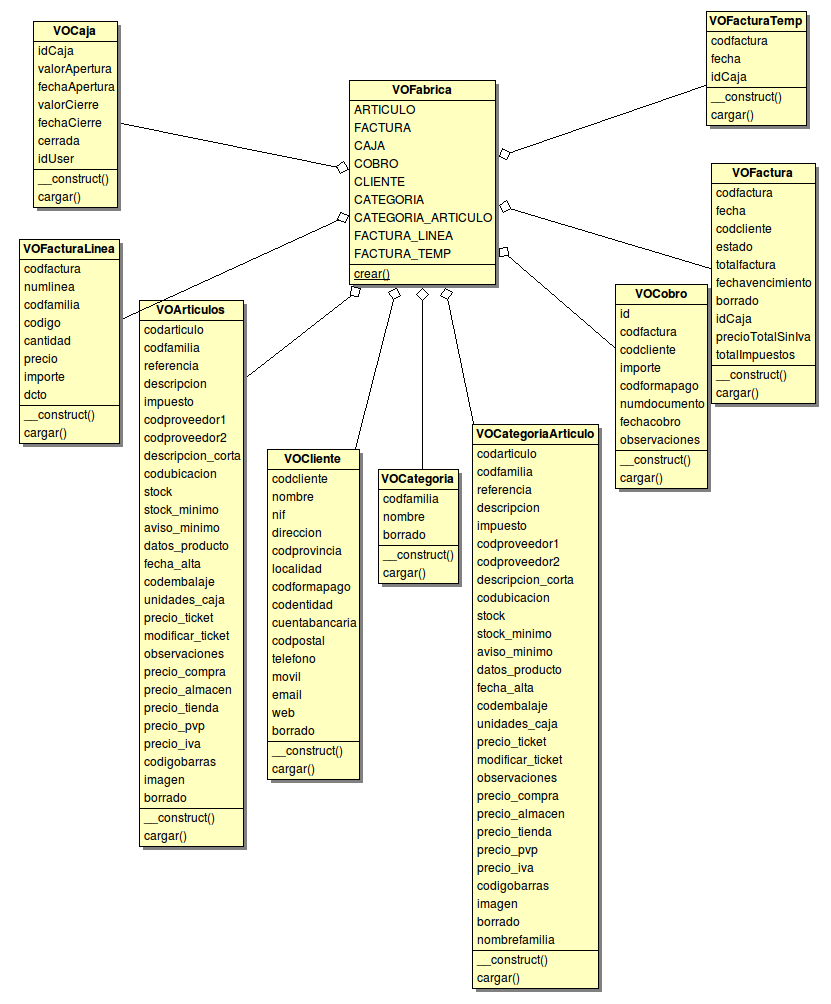 VOCaja
idCaja
valorApertura
fechaApertura
valorCierre
fechaCierre
cerrada
idUser
__construct()
cargar()
VOFabrica
ARTICULO
FACTURA
CAJA
COBRO
CLIENTE
CATEGORIA
CATEGORIA_ARTICULO
FACTURA_LINEA
FACTURA_TEMP
crear()
VOFacturaTemp
codfactura
fecha
idCaja
__construct()
cargar()
VOFactura
codfactura
fecha
codcliente
estado
totalfactura
fechavencimiento
borrado
idCaja
precioTotalSinIva
totalImpuestos
__construct()
cargar()
VOFacturaLinea
codfactura
numlinea
codfamilia
codigo
cantidad
precio
importe
dcto
__construct()
cargar()
VOArticulos
codarticulo
codfamilia
referencia
descripcion
impuesto
codproveedor1
codproveedor2
descripcion_corta
codubicacion
stock
stock_minimo
aviso_minimo
datos_producto
fecha_alta
codembalaje
unidades_caja
precio_ticket
modificar_ticket
observaciones
precio_compra
precio_almacen
precio_tienda
precio_pvp
precio_iva
codigobarras
imagen
borrado
__construct()
cargar()
VOCliente
codcliente
nombre
nif
direccion
codprovincia
localidad
codformapago
codentidad
cuentabancaria
codpostal
telefono
movil
email
web
borrado
__construct()
cargar()
VOCategoria
codfamilia
nombre
borrado
__construct()
cargar()
VOCategoriaArticulo
codarticulo
codfamilia
referencia
descripcion
impuesto
codproveedor1
codproveedor2
descripcion_corta
codubicacion
stock
stock_minimo
aviso_minimo
datos_producto
fecha_alta
codembalaje
unidades_caja
precio_ticket
modificar_ticket
observaciones
precio_compra
precio_almacen
precio_tienda
precio_pvp
precio_iva
codigobarras
imagen
borrado
nombrefamilia
__construct()
cargar()
VOCobro
id
codfactura
codcliente
importe
codformapago
numdocumento
fechacobro
observaciones
__construct()
cargar()